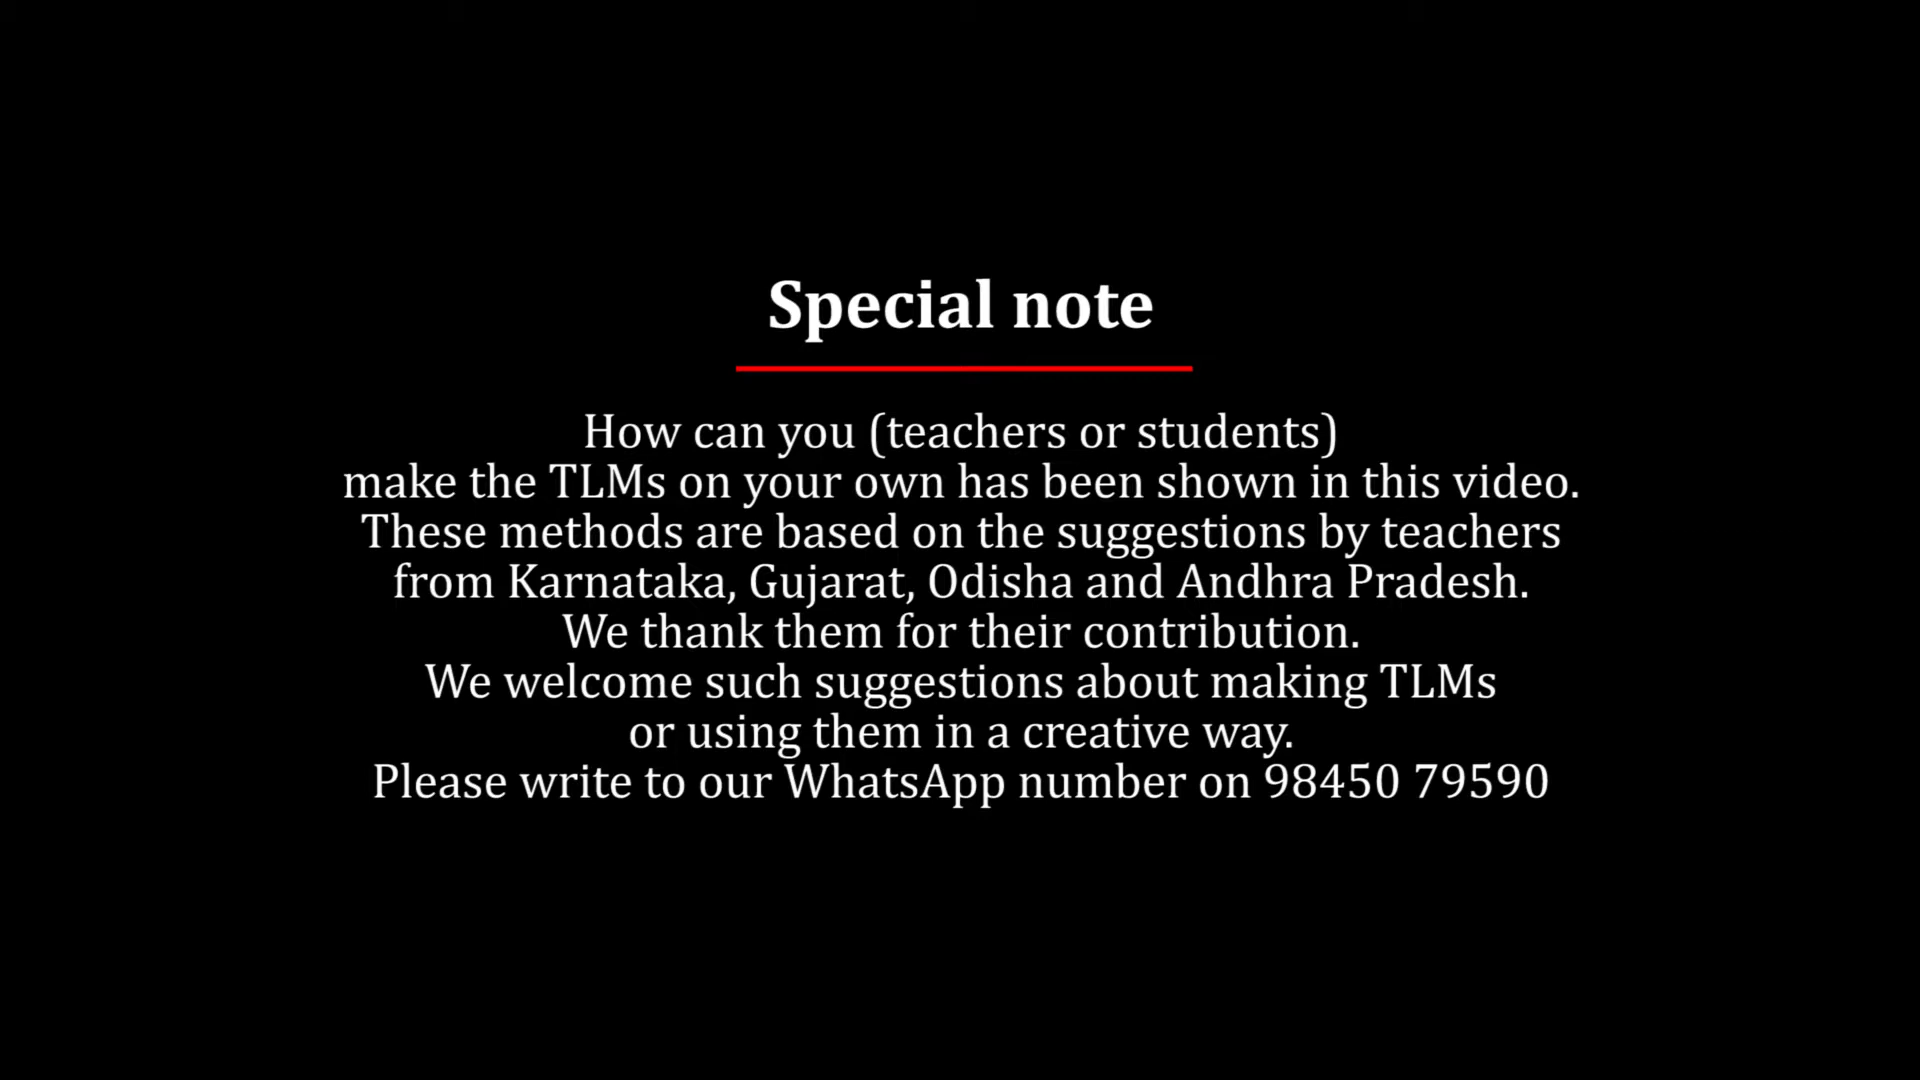 Special note
How can you (teachers or students)
make the TLMs on your own has been shown in this video.
These methods are based on the suggestions by teachers
from Karnataka, Gujarat, Odisha and Andhra Pradesh.
We thank them for their contribution.
We welcome such suggestions about making TLMs
or using them in a creative way.
Please write to our WhatsApp number on 98450 79590